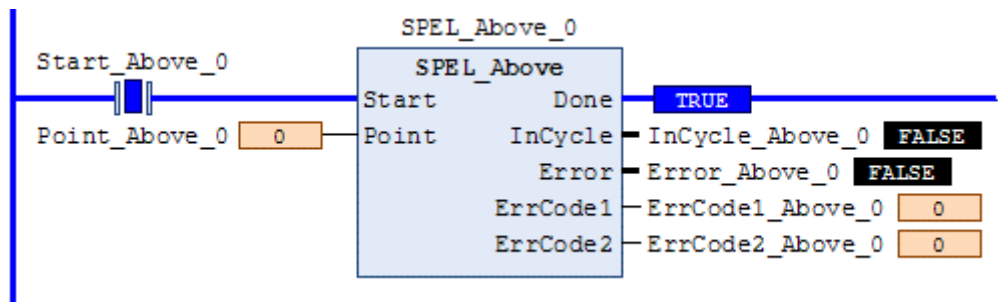 SPEL_Above_0
Start_Above_0 SPEL_Above
Start Done TRUE
Point_Above_0 0 Point InCycle InCycle_Above_0 FALSE
Error Error_Above_0 FALSE
ErrCode1 ErrCode1_Above_0 0
ErrCode2 ErrCode2_Above_0 0